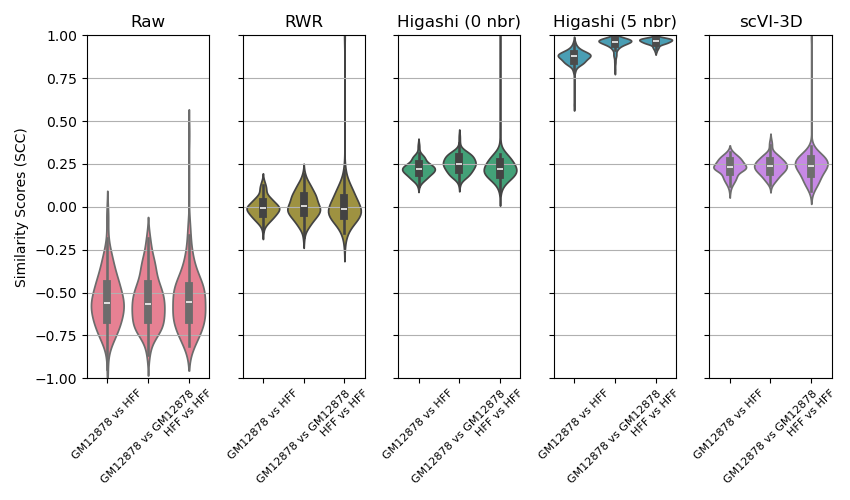 Raw
RWR
Higashi (0 nbr)
Higashi (5 nbr)
scVI-3D
Similarity Scores (SCC)
1.00
0.75
0.50
0.25
0.00
−0.25
−0.50
−0.75
−1.00
GM12878 vs HFF
GM12878 vs GM12878
HFF vs HFF
GM12878 vs HFF
GM12878 vs GM12878
HFF vs HFF
GM12878 vs HFF
GM12878 vs GM12878
HFF vs HFF
GM12878 vs HFF
GM12878 vs GM12878
HFF vs HFF
GM12878 vs HFF
GM12878 vs GM12878
HFF vs HFF